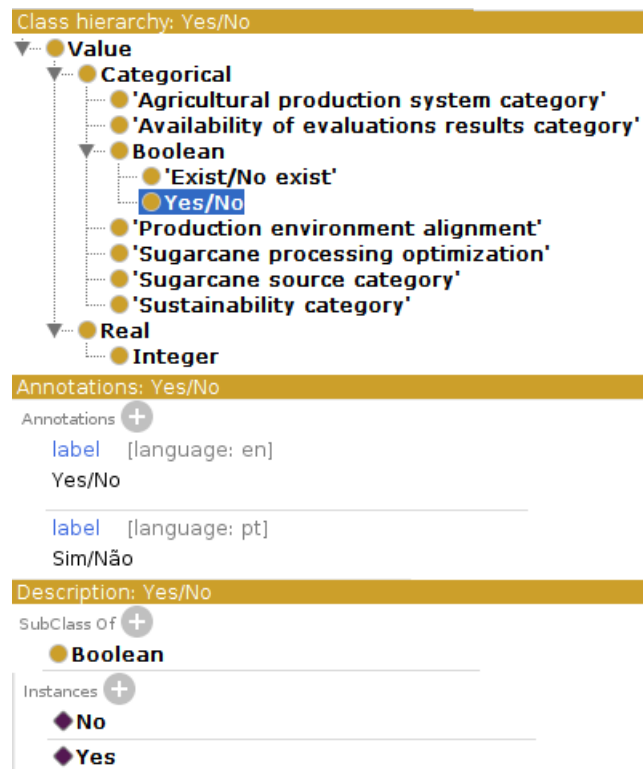 Class hierarchy: Yes/No
Value
Categorical
'Agricultural production system category'
'Availability of evaluations results category'
Boolean
'Exist/No exist'
Yes/No
'Production environment alignment'
'Sugarcane processing optimization'
'Sugarcane source category'
'Sustainability category'
Real
Integer
Annotations: Yes/No
Annotations
label [language: en]
Yes/No
label [language: pt]
Sim/Não
Description: Yes/No
SubClass Of
Boolean
Instances
No
Yes